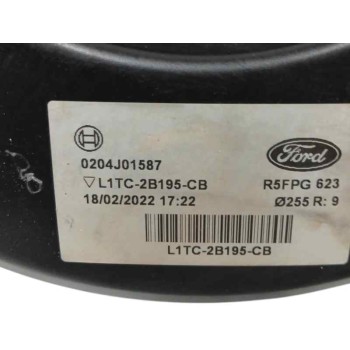 Ford
0204J01587
▽L1TC-2B195-CB R5FPG 623
18/02/2022 17:22 Ø255 R: 9
L1TC-2B195-CB